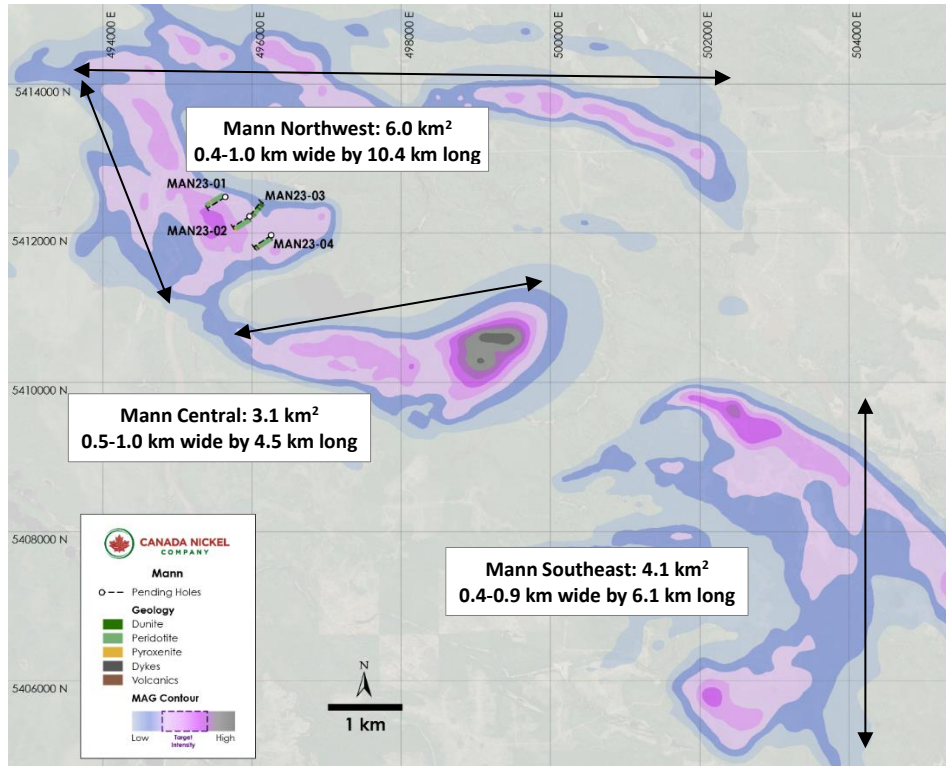 494000 E
496000 E
498000 E
500000 E
502000 E
504000 E
5414000 N
Mann Northwest: 6.0 km²
0.4-1.0 km wide by 10.4 km long
MAN23-01
MAN23-03
MAN23-02
MAN23-04
5412000 N
5410000 N
Mann Central: 3.1 km²
0.5-1.0 km wide by 4.5 km long
5408000 N
Mann Southeast: 4.1 km²
0.4-0.9 km wide by 6.1 km long
5406000 N
CANADA NICKEL
COMPANY
Mann
Pending Holes
Geology
Dunite
Peridotite
Pyroxenite
Dykes
Volcanics
MAG Contour
Low
Target
Intensity
High
N
1 km